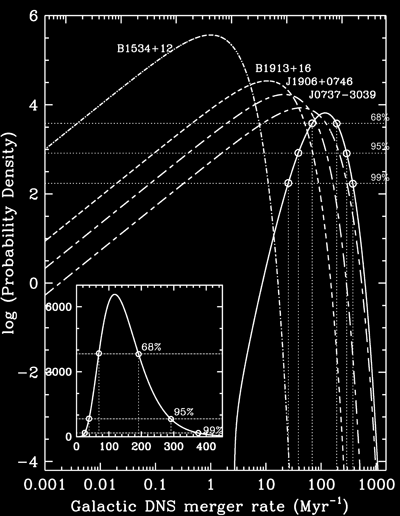 6
B1534+12
B1913+16
J1906+0746
J0737-3039
4
68%
95%
2
99%
log (Probability Density)
0
6000
68%
-2
3000
95%
99%
0
0 100 200 300 400
-4
0.001 0.01 0.1 1 10 100 1000
Galactic DNS merger rate (Myr⁻¹)